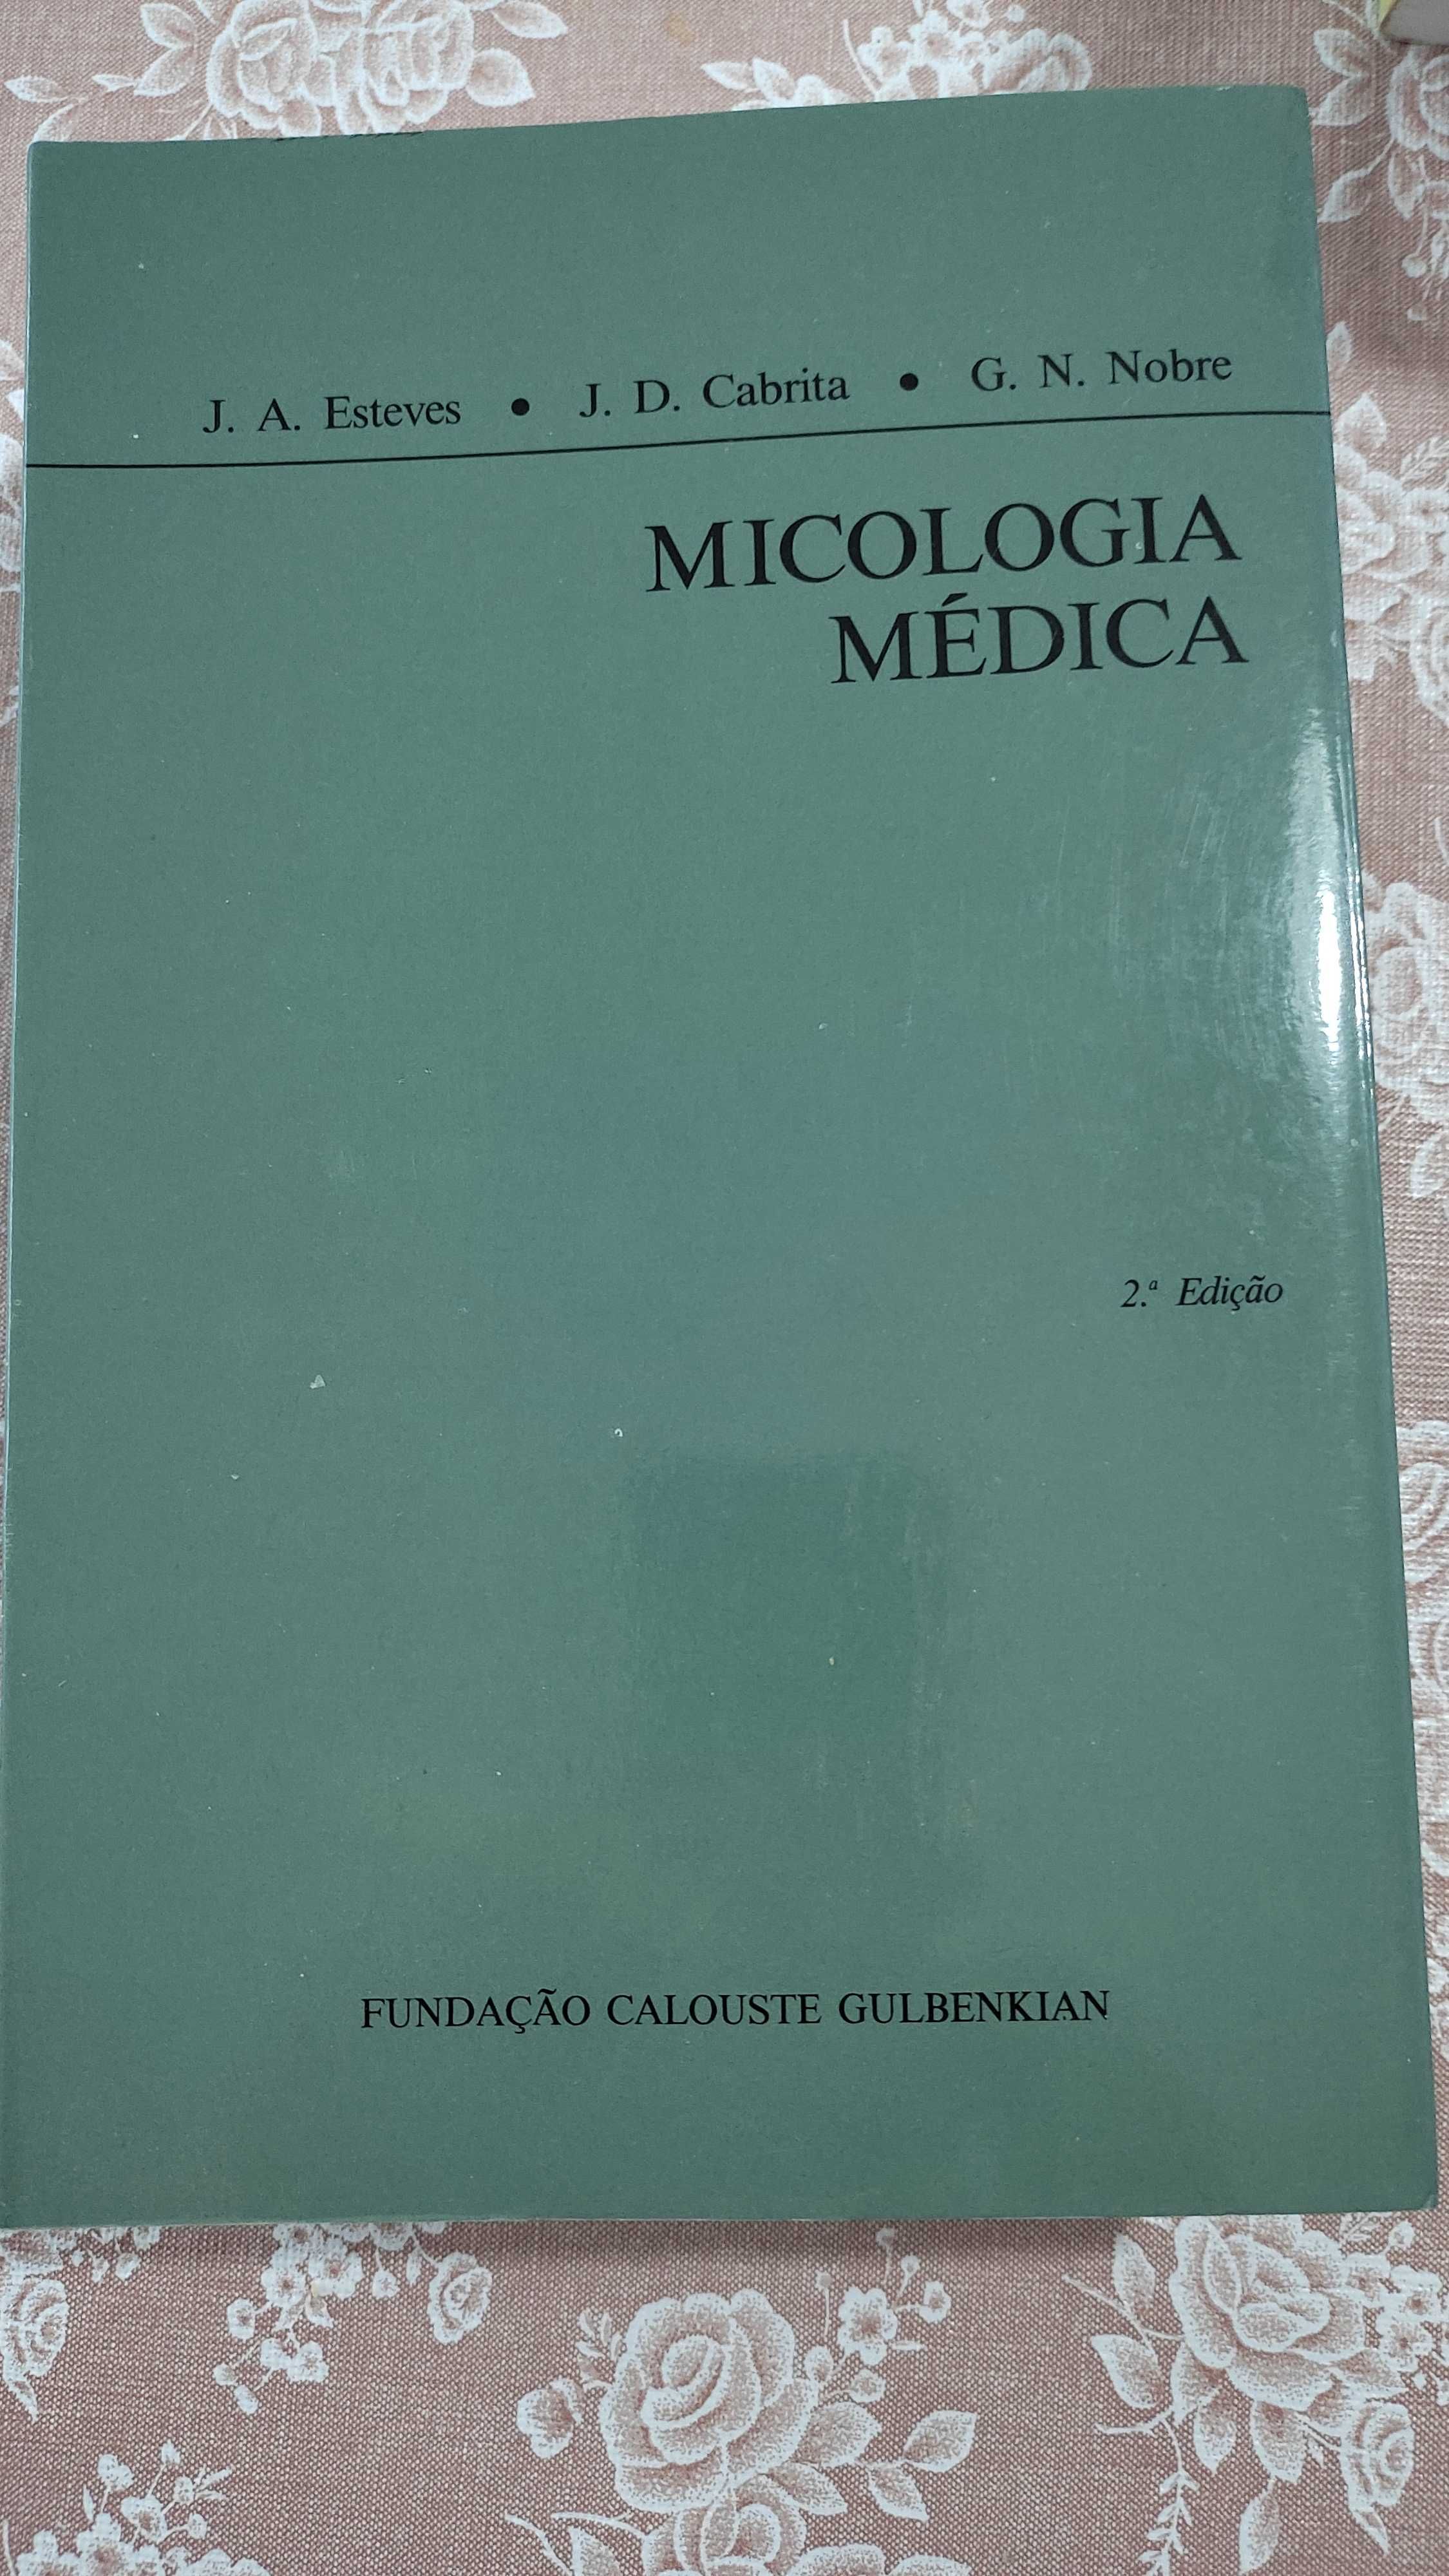 J. A. Esteves • J. D. Cabrita • G. N. Nobre
MICOLOGIA
MÉDICA
2.ª Edição
FUNDAÇÃO CALOUSTE GULBENKIAN